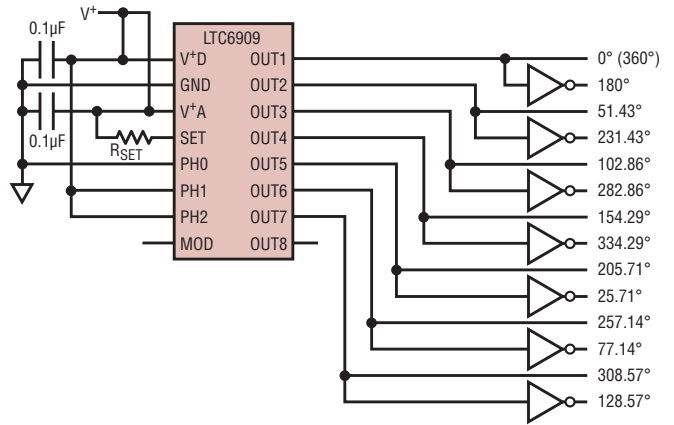 V+
0.1µF
LTC6909
V+D OUT1 0° (360°)
GND OUT2 180°
V+A OUT3 51.43°
0.1µF
SET OUT4 231.43°
RSET
PH0 OUT5 102.86°
PH1 OUT6 282.86°
PH2 OUT7 154.29°
MOD OUT8 334.29°
205.71°
25.71°
257.14°
77.14°
308.57°
128.57°